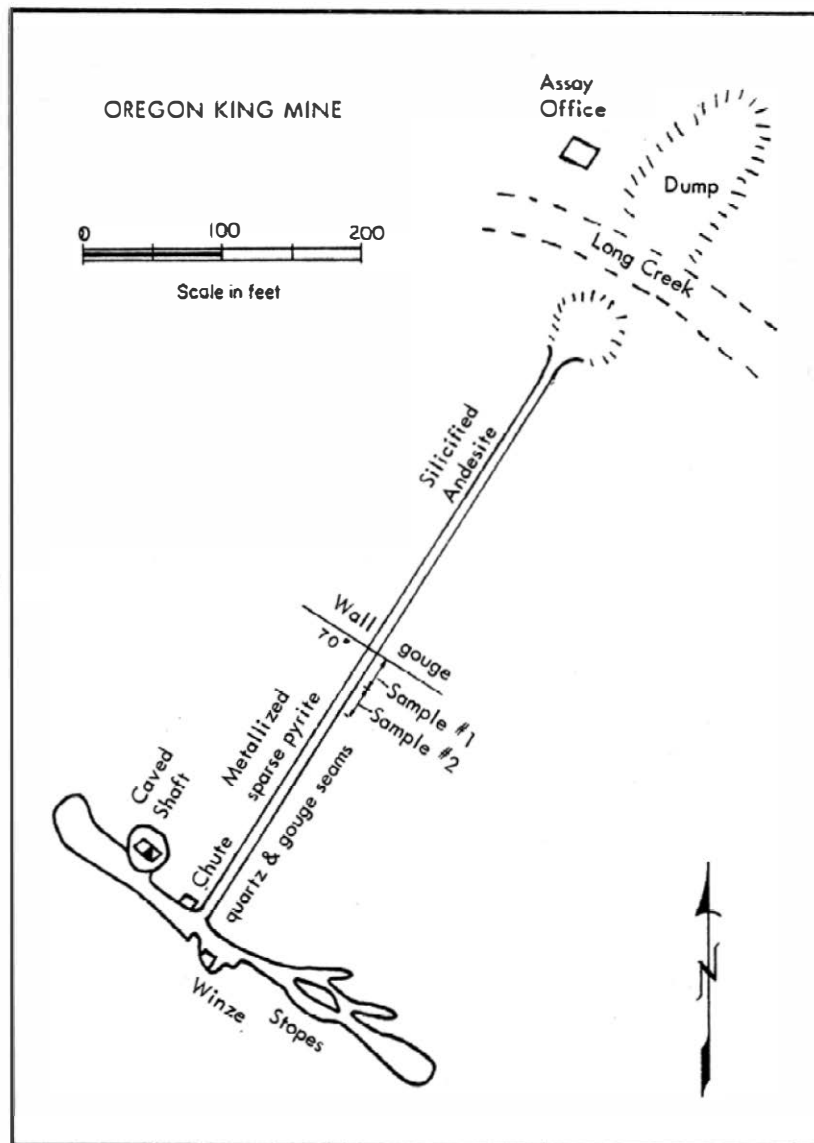 OREGON KING MINE
Assay
Office
Dump
Long Creek
0 100 200
Scale in feet
Silicified
Andesite
Wall
70°
gouge
Sample #1
Sample #2
Metallized
sparse pyrite
quartz & gouge seams
Caved
Shaft
Chute
Winze
Stopes
N